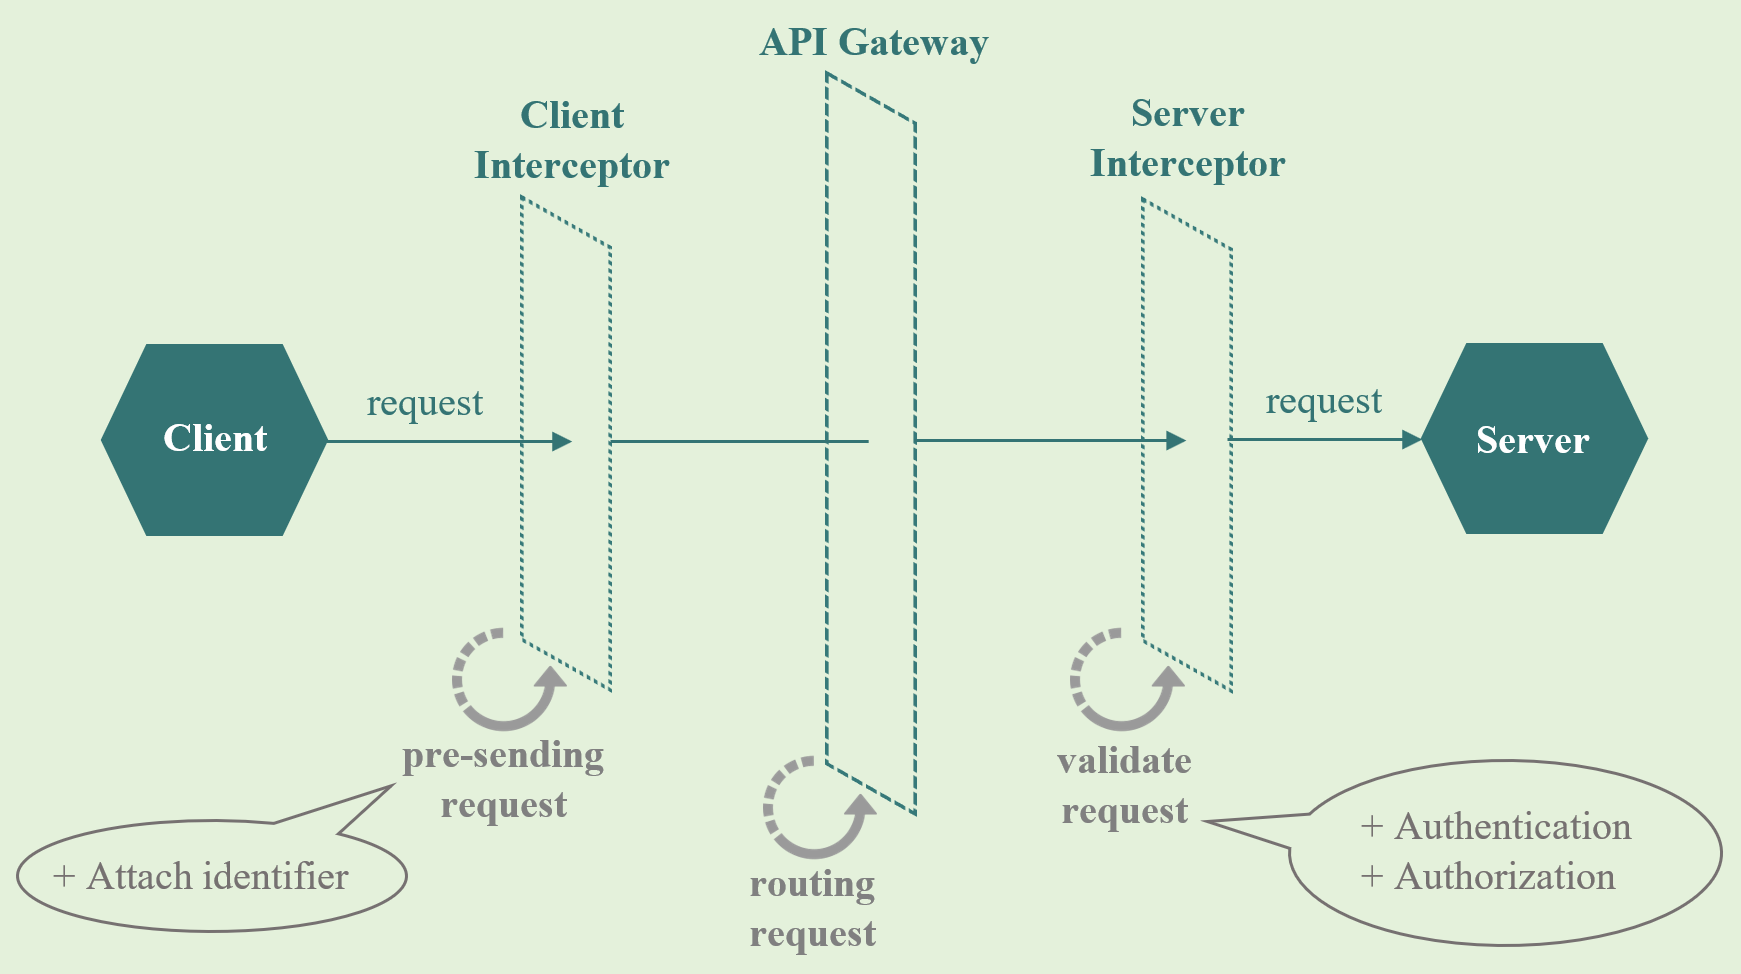 API Gateway
Client
Interceptor
Server
Interceptor
Client
request
request
Server
pre-sending
request
+ Attach identifier
routing
request
validate
request
+ Authentication
+ Authorization